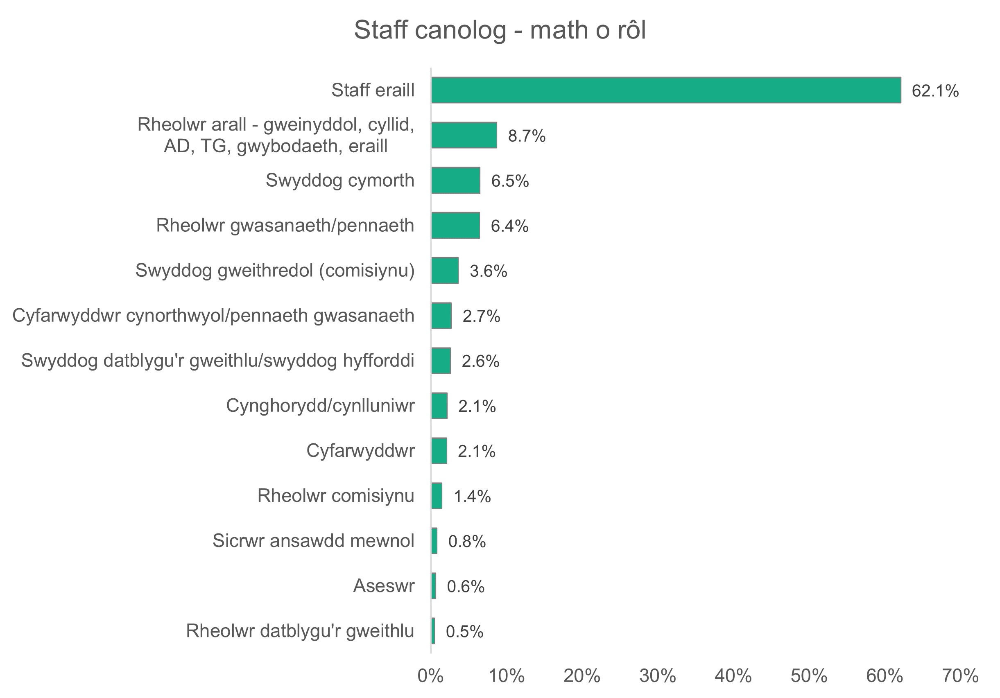 Staff canolog - math o rôl
Staff eraill
62.1%
Rheolwr arall - gweinyddol, cyllid,
AD, TG, gwybodaeth, eraill
8.7%
Swyddog cymorth
6.5%
Rheolwr gwasanaeth/pennaeth
6.4%
Swyddog gweithredol (comisiynu)
3.6%
Cyfarwyddwr cynorthwyol/pennaeth gwasanaeth
2.7%
Swyddog datblygu'r gweithlu/swyddog hyfforddi
2.6%
Cynghorydd/cynlluniwr
2.1%
Cyfarwyddwr
2.1%
Rheolwr comisiynu
1.4%
Sicrwr ansawdd mewnol
0.8%
Aseswr
0.6%
Rheolwr datblygu'r gweithlu
0.5%
0% 10% 20% 30% 40% 50% 60% 70%